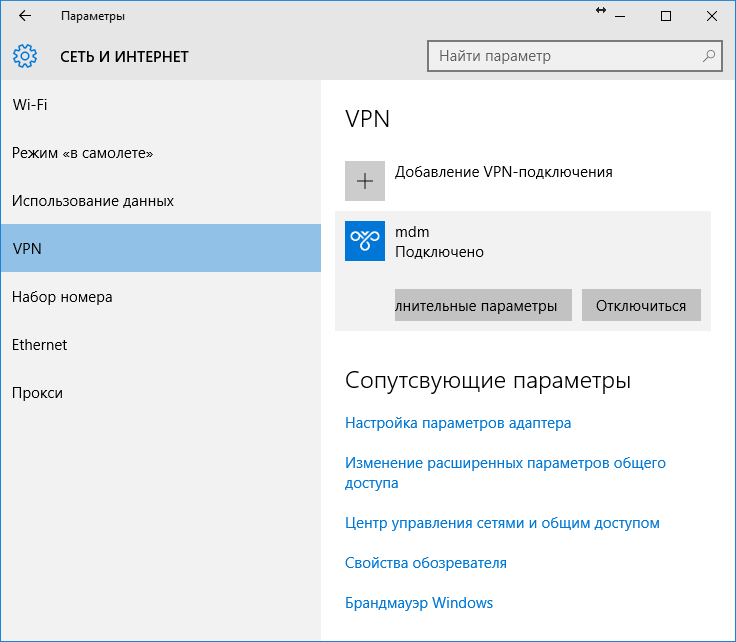 Параметры
СЕТЬ И ИНТЕРНЕТ
Найти параметр
Wi-Fi
Режим «в самолете»
Использование данных
VPN
Набор номера
Ethernet
Прокси
VPN
Добавление VPN-подключения
mdm
Подключено
лнительные параметры
Отключиться
Сопутсвующие параметры
Настройка параметров адаптера
Изменение расширенных параметров общего
доступа
Центр управления сетями и общим доступом
Свойства обозревателя
Брандмауэр Windows